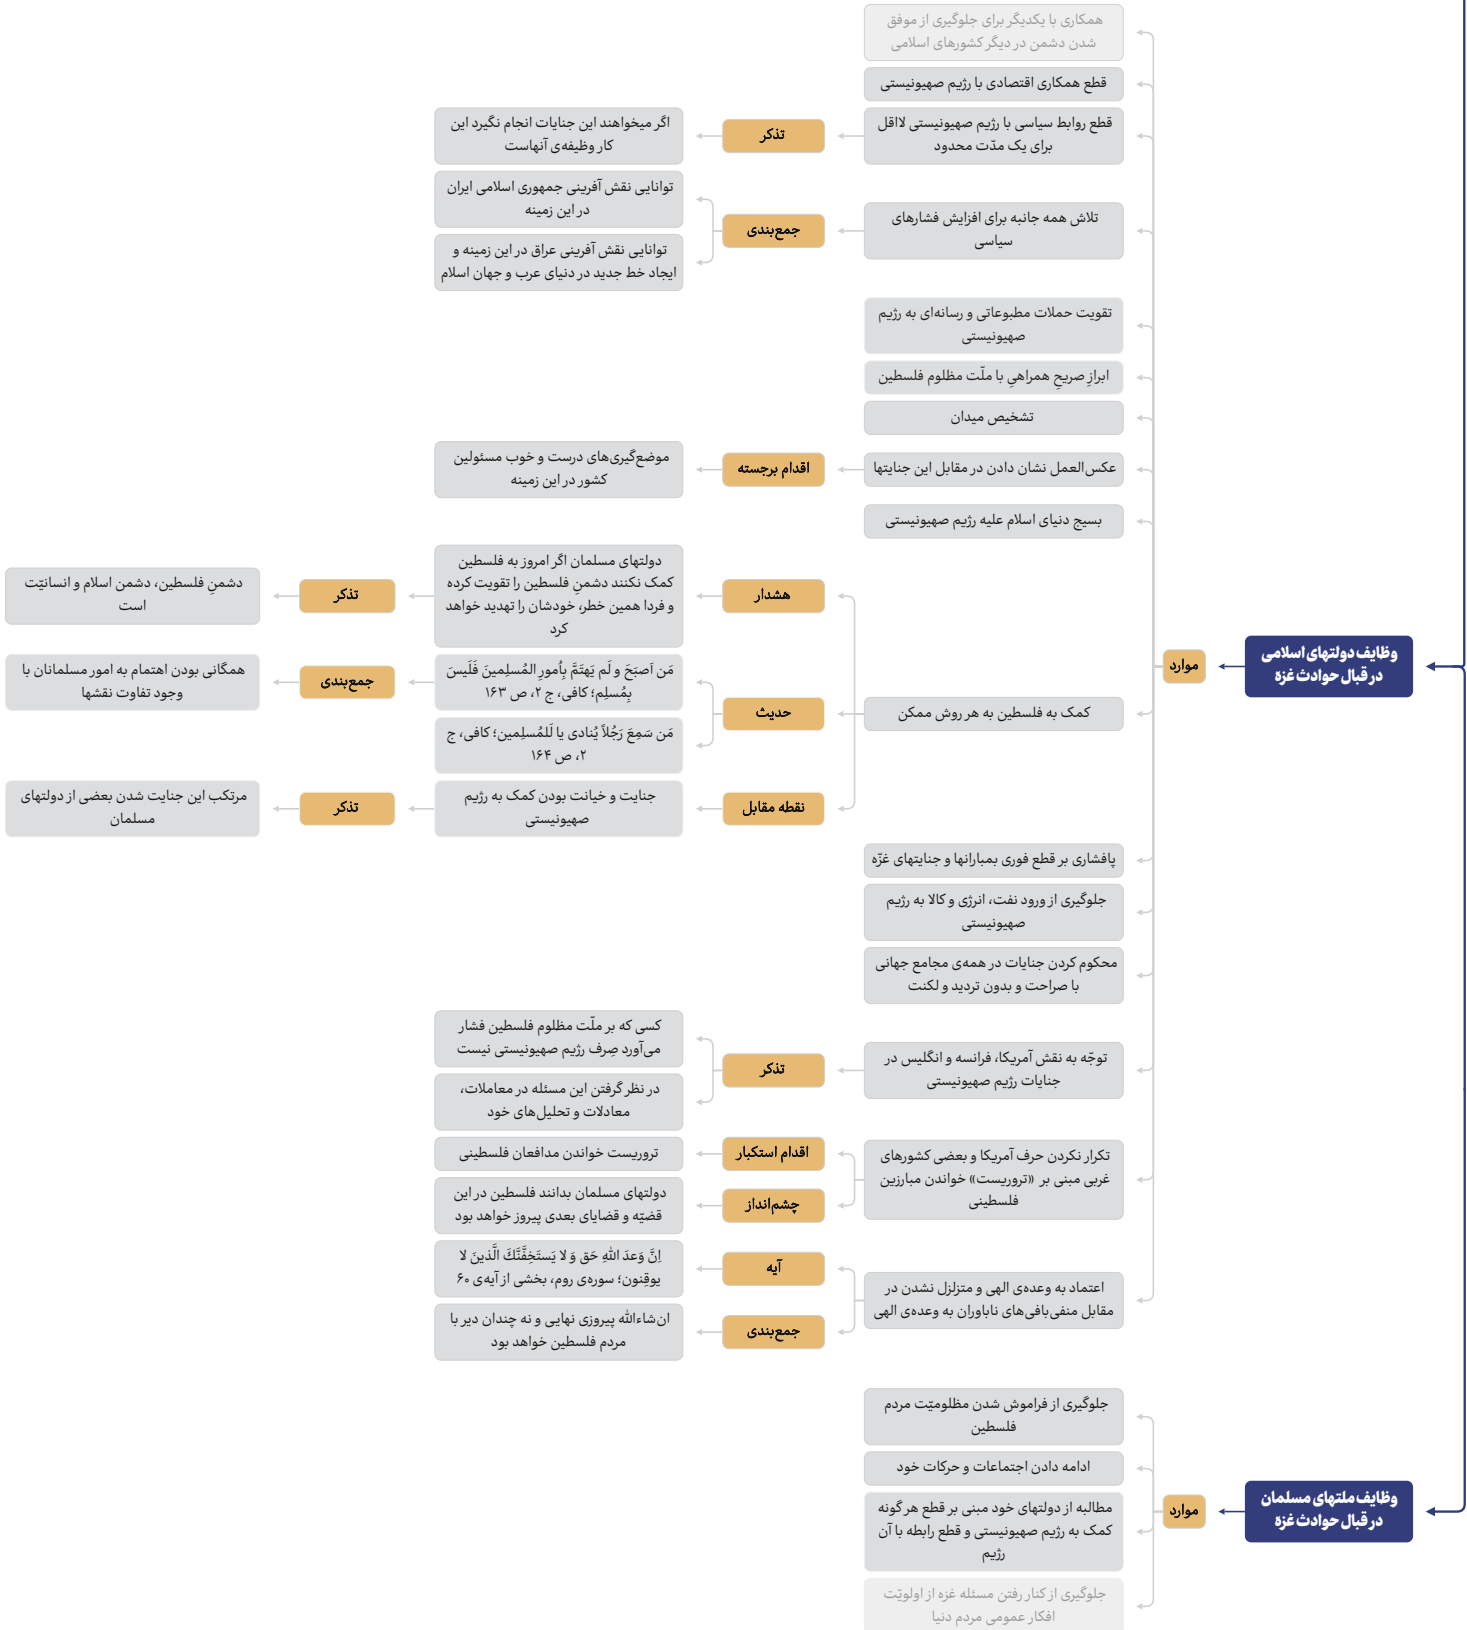 همکاری با یکدیگر برای جلوگیری از موفق
شدن دشمن در دیگر کشورهای اسلامی
قطع همکاری اقتصادی با رژیم صهیونیستی
قطع روابط سیاسی با رژیم صهیونیستی لااقل
برای یک مدّت محدود
تذکر
اگر میخواهند این جنایات انجام نگیرد این
کار وظیفه‌ی آنهاست
تلاش همه جانبه برای افزایش فشارهای
سیاسی
جمع‌بندی
توانایی نقش آفرینی جمهوری اسلامی ایران
در این زمینه
توانایی نقش آفرینی عراق در این زمینه و
ایجاد خط جدید در دنیای عرب و جهان اسلام
تقویت حملات مطبوعاتی و رسانه‌ای به رژیم
صهیونیستی
ابرازِ صریحِ همراهیِ با ملّت مظلوم فلسطین
تشخیص میدان
عکس‌العمل نشان دادن در مقابل این جنایتها
اقدام برجسته
موضع‌گیری‌های درست و خوب مسئولین
کشور در این زمینه
بسیج دنیای اسلام علیه رژیم صهیونیستی
وظایف دولتهای اسلامی
در قبال حوادث غزه
موارد
کمک به فلسطین به هر روش ممکن
هشدار
دولتهای مسلمان اگر امروز به فلسطین
کمک نکنند دشمنِ فلسطین را تقویت کرده
و فردا همین خطر، خودشان را تهدید خواهد
کرد
تذکر
دشمنِ فلسطین، دشمن اسلام و انسانیّت
است
حدیث
مَن اَصبَحَ و لَم یَهتَمَّ بِاُمورِ المُسلِمینَ فَلَیسَ
بِمُسلِم؛ کافی، ج ۲، ص ۱۶۳
جمع‌بندی
همگانی بودن اهتمام به امور مسلمانان با
وجود تفاوت نقشها
مَن سَمِعَ رَجُلاً یُنادی یا لَلمُسلِمین؛ کافی، ج
۲، ص ۱۶۴
نقطه مقابل
جنایت و خیانت بودن کمک به رژیم
صهیونیستی
تذکر
مرتکب این جنایت شدن بعضی از دولتهای
مسلمان
پافشاری بر قطع فوری بمبارانها و جنایتهای غزّه
جلوگیری از ورود نفت، انرژی و کالا به رژیم
صهیونیستی
محکوم کردن جنایات در همه‌ی مجامع جهانی
با صراحت و بدون تردید و لکنت
توجّه به نقش آمریکا، فرانسه و انگلیس در
جنایات رژیم صهیونیستی
تذکر
کسی که بر ملّت مظلوم فلسطین فشار
می‌آورد صِرف رژیم صهیونیستی نیست
در نظر گرفتن این مسئله در معاملات،
معادلات و تحلیل‌های خود
تکرار نکردن حرف آمریکا و بعضی کشورهای
غربی مبنی بر «تروریست» خواندن مبارزین
فلسطینی
اقدام استکبار
تروریست خواندن مدافعان فلسطینی
چشم‌انداز
دولتهای مسلمان بدانند فلسطین در این
قضیّه و قضایای بعدی پیروز خواهد بود
اعتماد به وعده‌ی الهی و متزلزل نشدن در
مقابل منفی‌بافی‌های ناباوران به وعده‌ی الهی
آیه
اِنَّ وَعدَ اللهِ حَق وَ لا یَستَخِفَّنَّكَ الَّذینَ لا
یوقِنون؛ سوره‌ی روم، بخشی از آیه‌ی ۶۰
جمع‌بندی
ان‌شاءالله پیروزی نهایی و نه چندان دیر با
مردم فلسطین خواهد بود
وظایف ملتهای مسلمان
در قبال حوادث غزه
موارد
جلوگیری از فراموش شدن مظلومیّت مردم
فلسطین
ادامه دادن اجتماعات و حرکات خود
مطالبه از دولتهای خود مبنی بر قطع هر گونه
کمک به رژیم صهیونیستی و قطع رابطه با آن
رژیم
جلوگیری از کنار رفتن مسئله غزه از اولویّت
افکار عمومی مردم دنیا